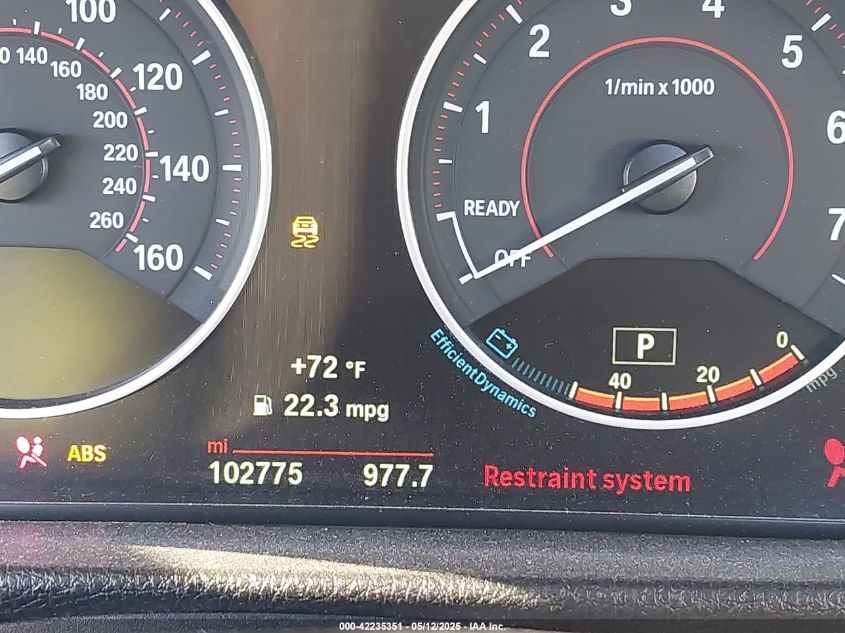 100
140
160
180
200
220
240
260
120
140
160
1
2
3
4
5
6
7
1/min x 1000
READY
OFF
+72 °F
22.3 mpg
mi
102775 977.7
ABS
EfficientDynamics
P
40
20
0
mpg
Restraint system
000-42235351 - 05/12/2025 - IAA Inc.